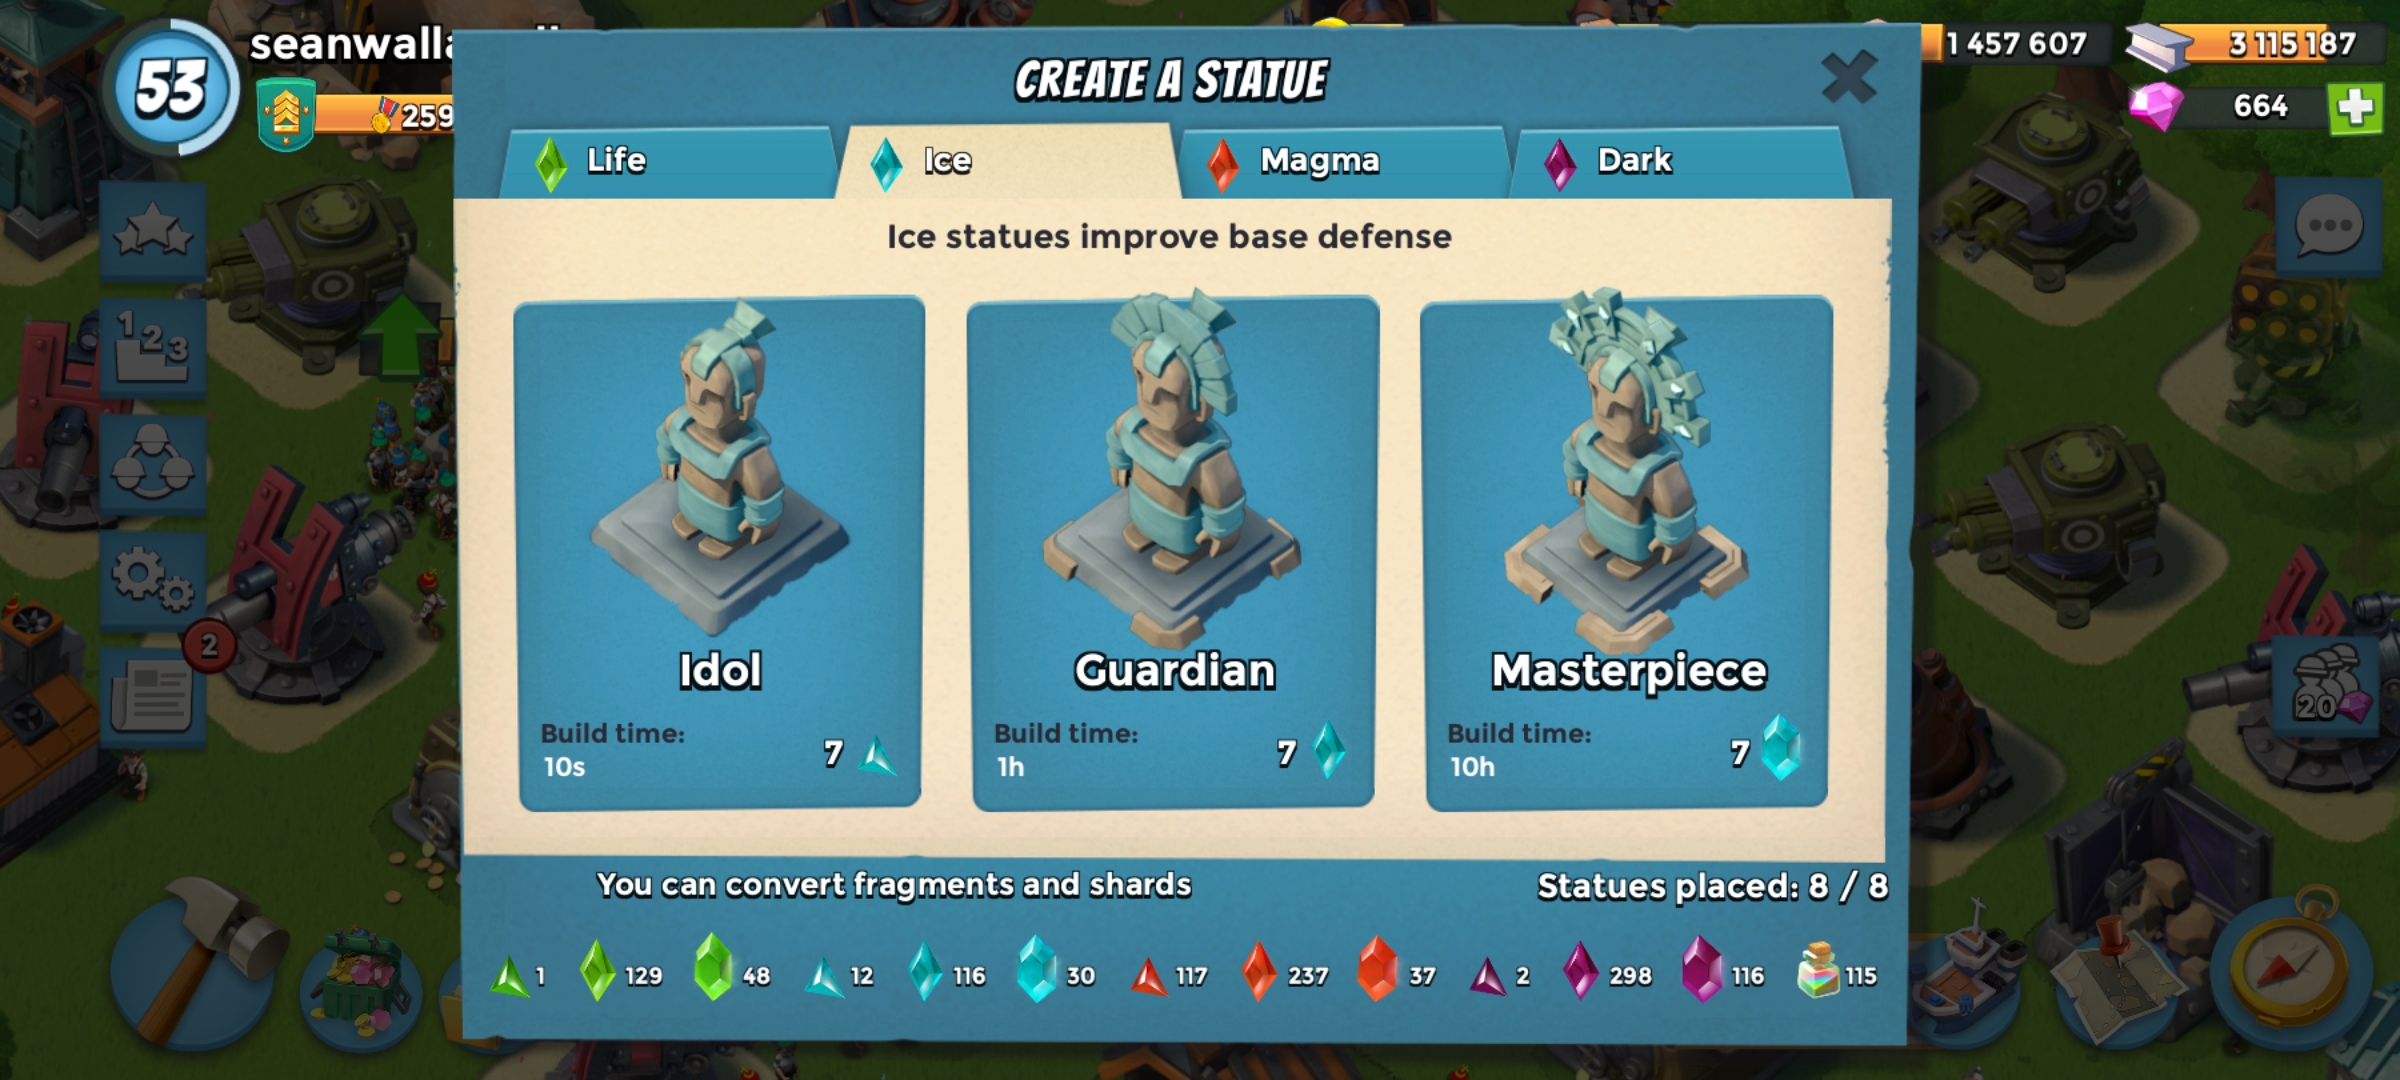 53
259
CREATE A STATUE
1 457 607
3 115 187
664
Life
Ice
Magma
Dark
Ice statues improve base defense
1 2 3
2
Idol
Build time:
10s
7
Guardian
Build time:
1h
7
Masterpiece
Build time:
10h
7
20
You can convert fragments and shards
Statues placed: 8 / 8
1
129
48
12
116
30
117
237
37
2
298
116
115